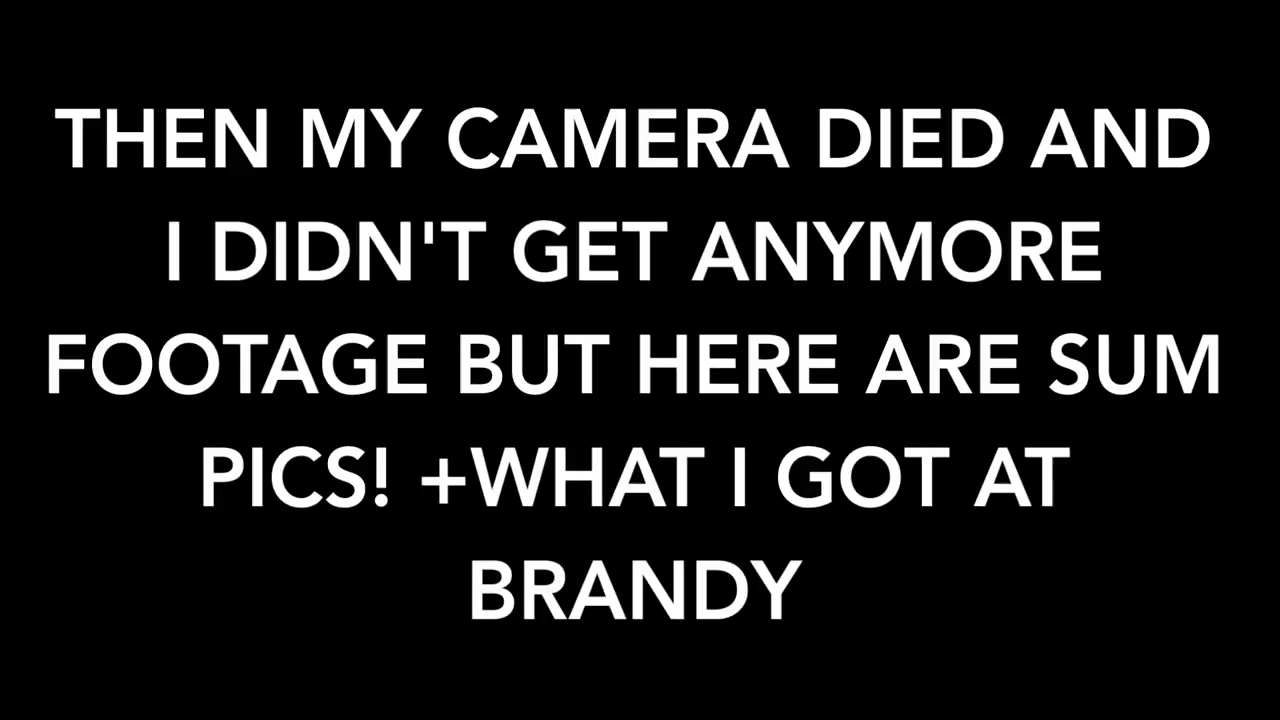 THEN MY CAMERA DIED AND
I DIDN'T GET ANYMORE
FOOTAGE BUT HERE ARE SUM
PICS! +WHAT I GOT AT
BRANDY